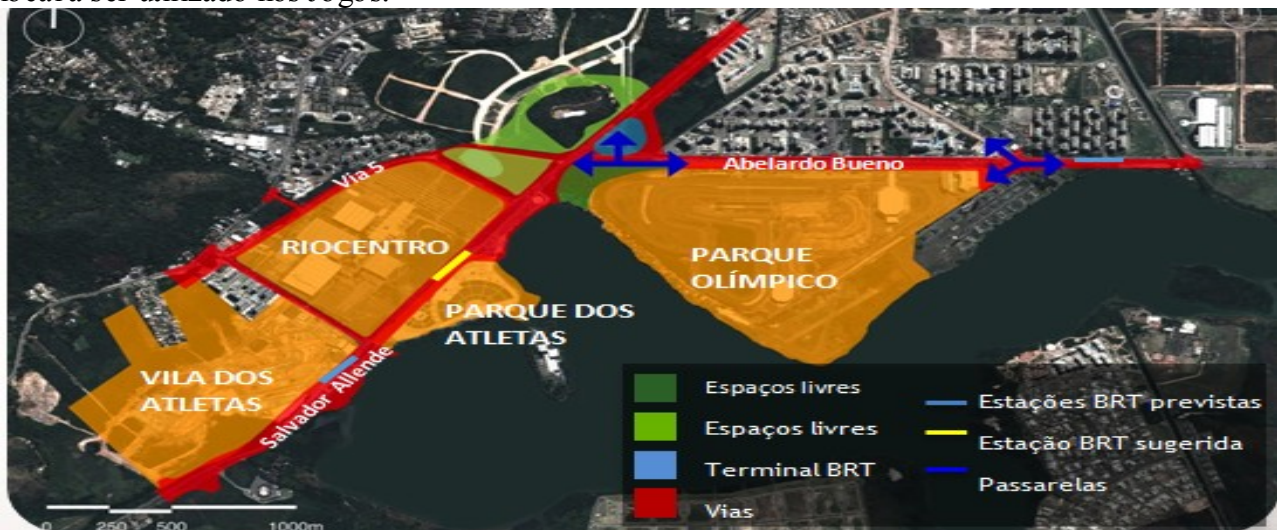 Via 5
Abelardo Bueno
RIOCENTRO
PARQUE
OLÍMPICO
PARQUE DOS
ATLETAS
VILA DOS
ATLETAS
Salvador Allende
Espaços livres
Espaços livres
Terminal BRT
Vias
Estações BRT previstas
Estação BRT sugerida
Passarelas
0 250 500 1000m